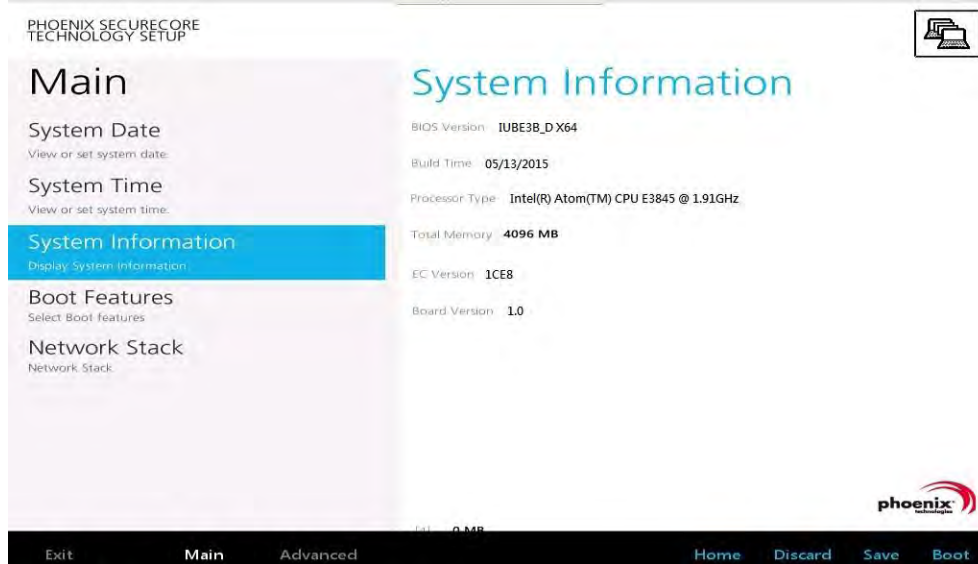 PHOENIX SECURECORE
TECHNOLOGY SETUP
Main
System Date
View or set system date.
System Time
View or set system time.
System Information
Display System Information
Boot Features
Select Boot features
Network Stack
Network Stack
System Information
BIOS Version IUBE3B_D X64
Build Time 05/13/2015
Processor Type Intel(R) Atom(TM) CPU E3845 @ 1.91GHz
Total Memory 4096 MB
EC Version 1CE8
Board Version 1.0
phoenix
technologies
0 MB
Exit Main Advanced Home Discard Save Boot